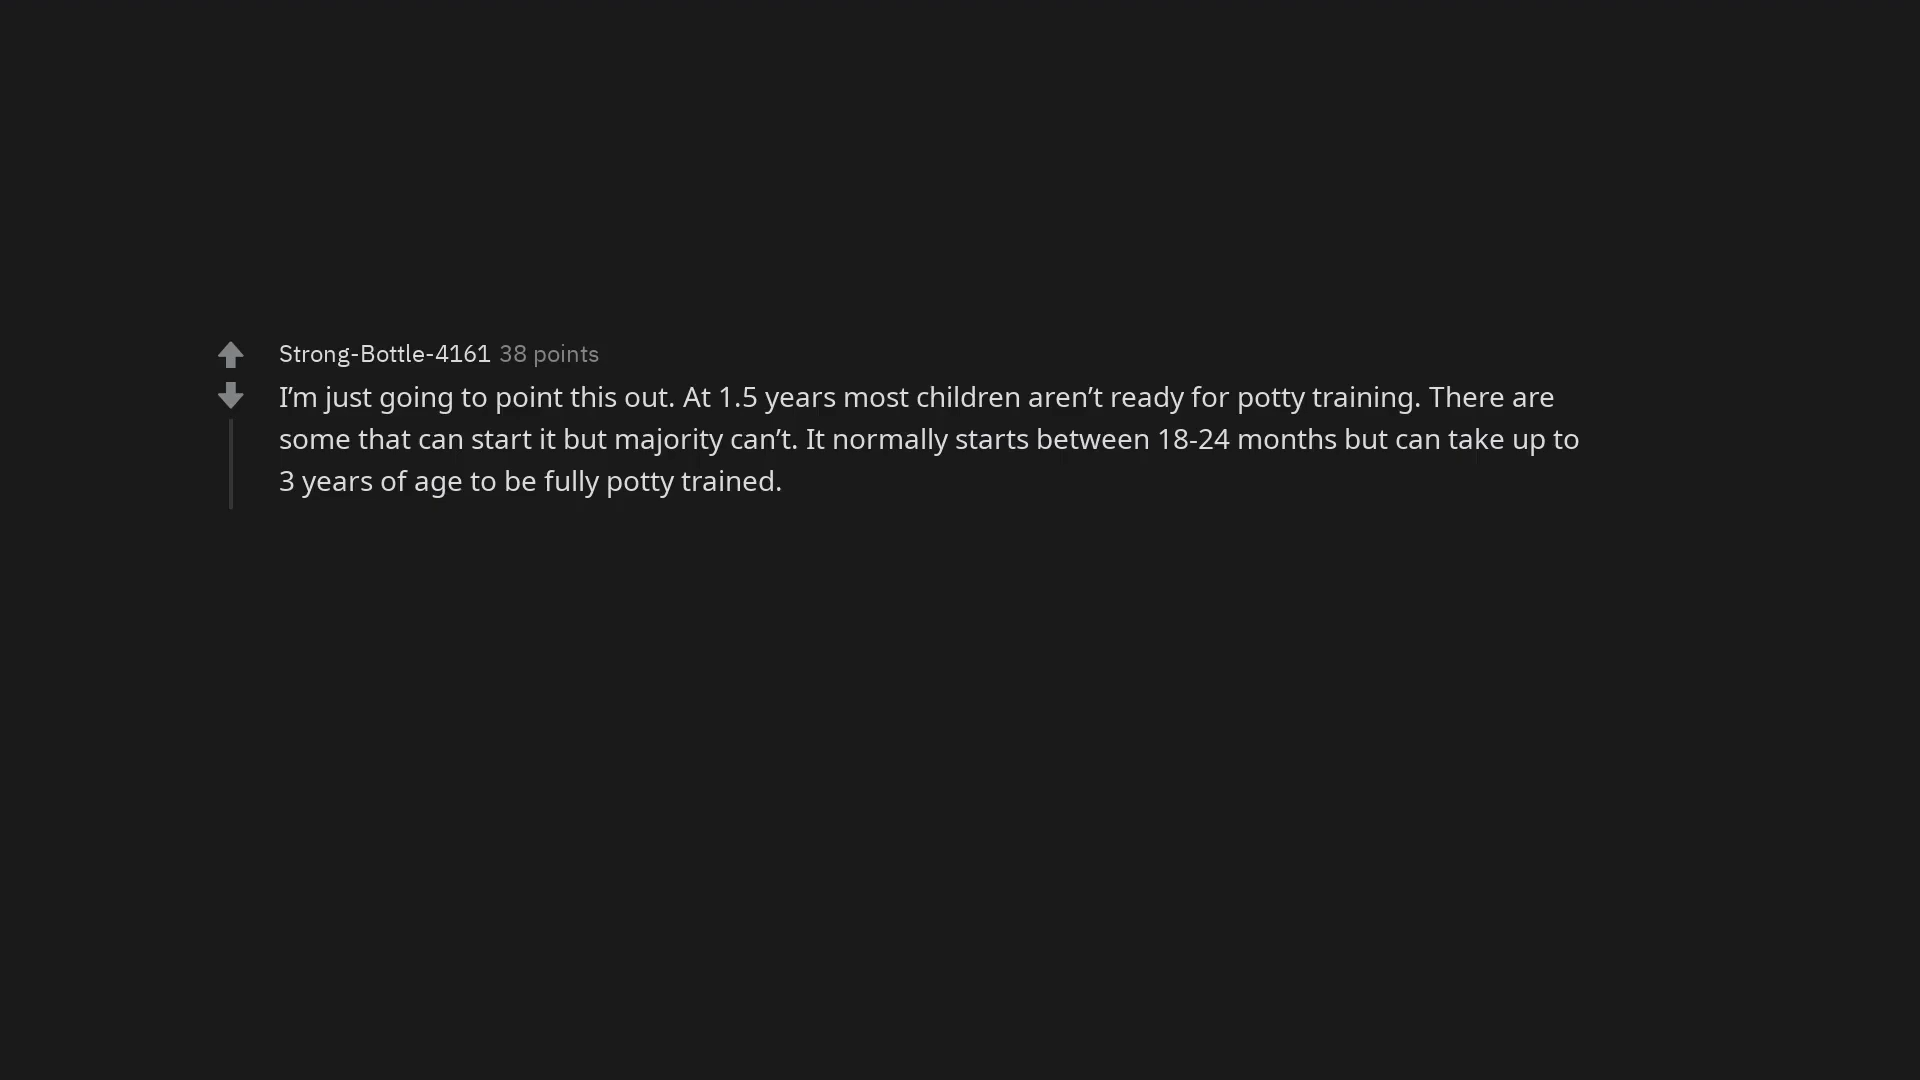 Strong-Bottle-4161 38 points
I’m just going to point this out. At 1.5 years most children aren’t ready for potty training. There are
some that can start it but majority can’t. It normally starts between 18-24 months but can take up to
3 years of age to be fully potty trained.